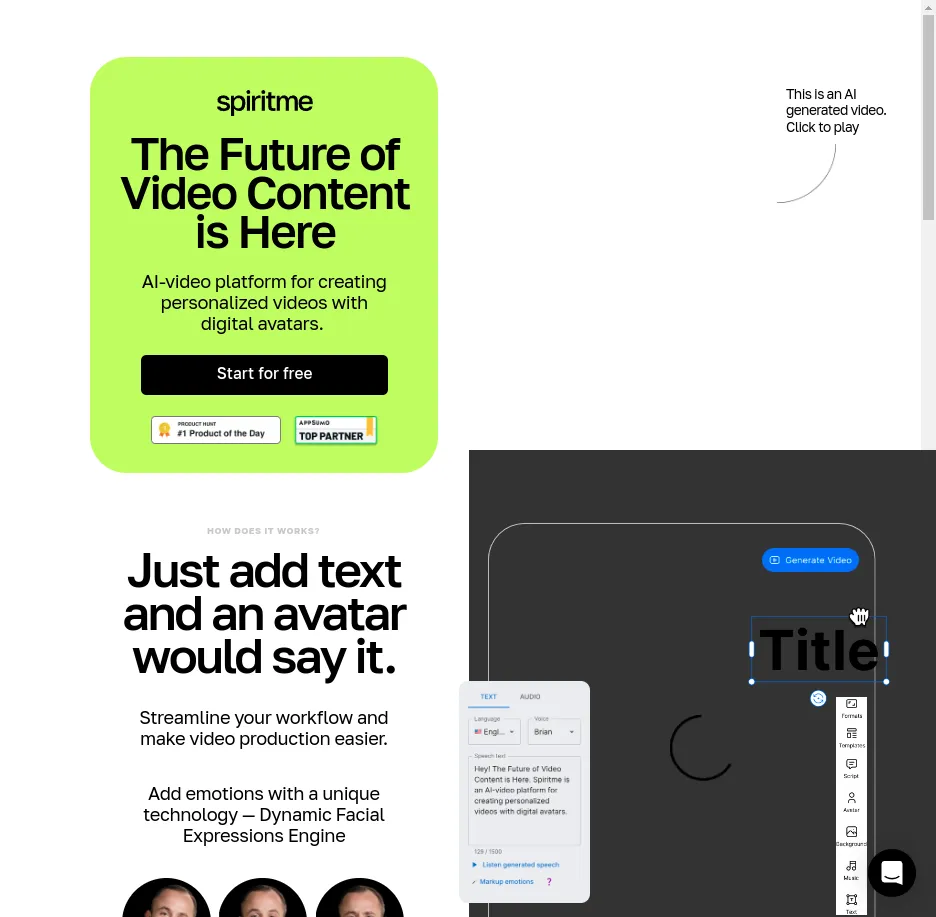 spiritme
The Future of
Video Content
is Here
AI-video platform for creating
personalized videos with
digital avatars.
Start for free
PRODUCT HUNT
#1 Product of the Day
APPSUMO
TOP PARTNER
This is an AI
generated video.
Click to play
HOW DOES IT WORKS?
Just add text
and an avatar
would say it.
Streamline your workflow and
make video production easier.
Add emotions with a unique
technology — Dynamic Facial
Expressions Engine
Generate Video
Title
TEXT AUDIO
Language Voice
Engl... Brian
Speech text
Hey! The Future of Video
Content is Here. Spiritme is
an AI-video platform for
creating personalized
videos with digital avatars.
128 / 1500
Listen generated speech
Markup emotions ?
Formats
Templates
Script
Avatar
Background
Music
Text